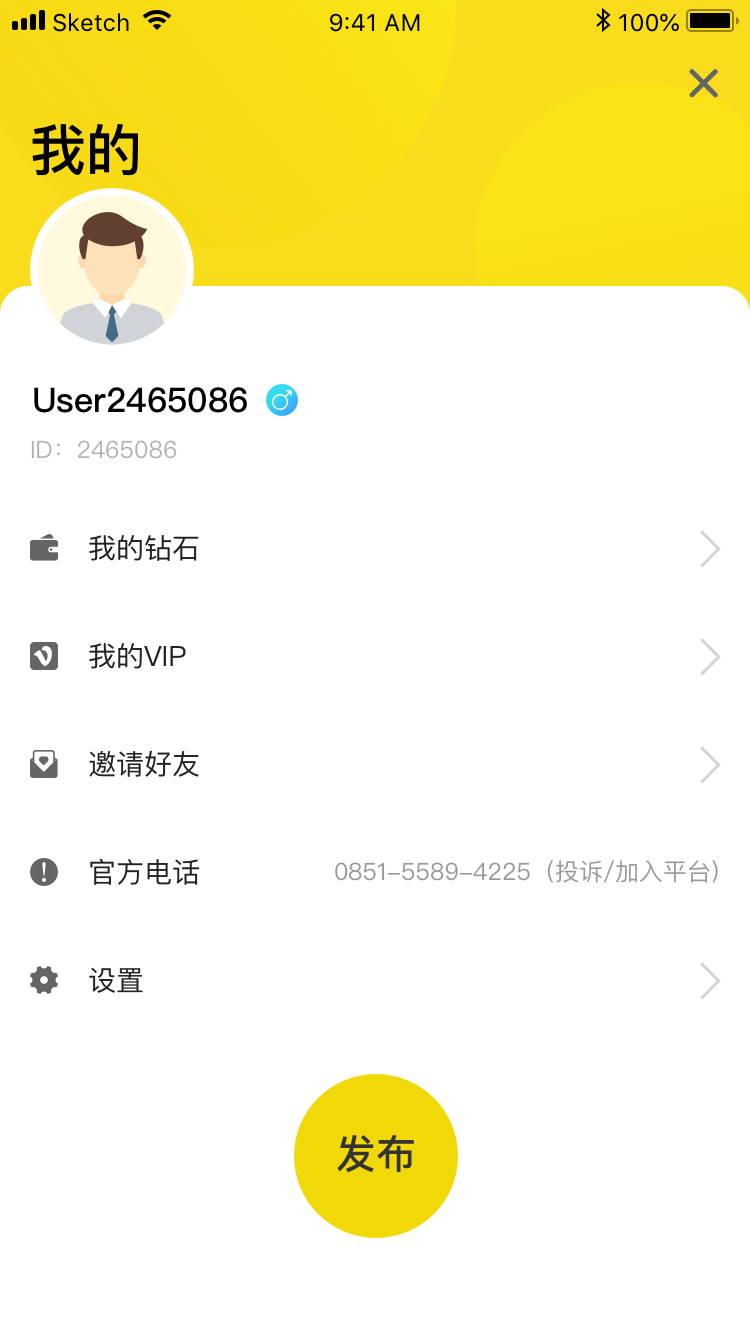 Sketch 9:41 AM 100%
我的
User2465086
ID：2465086
我的钻石
我的VIP
邀请好友
官方电话 0851-5589-4225（投诉/加入平台）
设置
发布